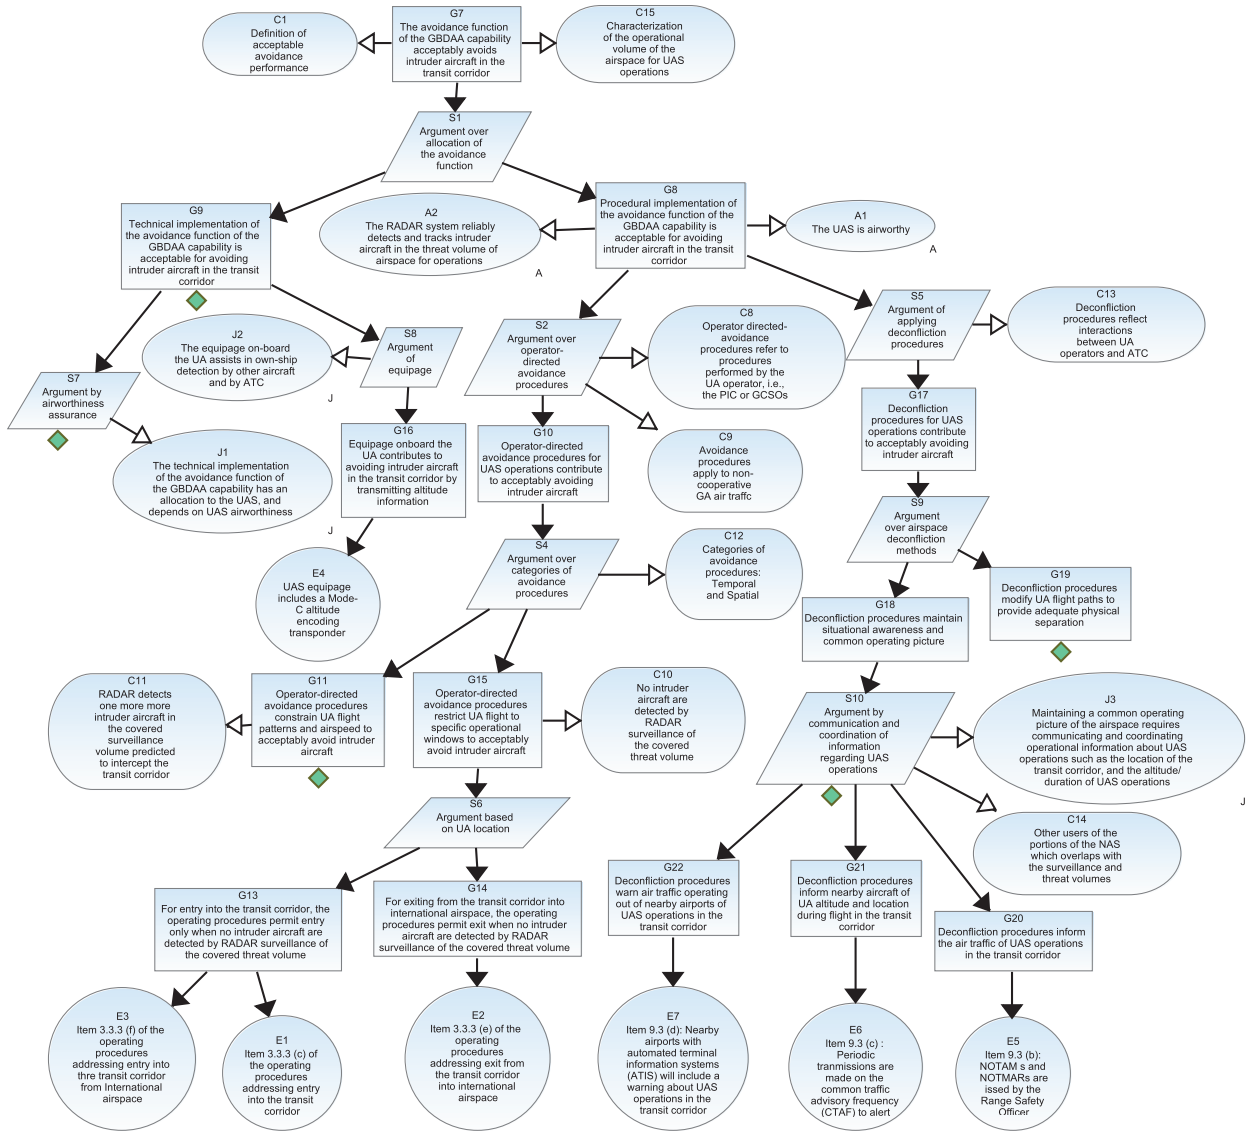 C1
Definition of
acceptable
avoidance
performance
G7
The avoidance function
of the GBDAA capability
acceptably avoids
intruder aircraft in the
transit corridor
C15
Characterization
of the operational
volume of the
airspace for UAS
operations
S1
Argument over
allocation of
the avoidance
function
G9
Technical implementation of
the avoidance function of the
GBDAA capability is
acceptable for avoiding
intruder aircraft in the transit
corridor
A2
The RADAR system reliably
detects and tracks intruder
aircraft in the threat volume of
airspace for operations
A
G8
Procedural implementation of
the avoidance function of the
GBDAA capability is
acceptable for avoiding
intruder aircraft in the transit
corridor
A1
The UAS is airworthy
A
J2
The equipage on-board
the UA assists in own-ship
detection by other aircraft
and by ATC
J
S8
Argument
of
equipage
S2
Argument over
operator-
directed
avoidance
procedures
C8
Operator directed-
avoidance
procedures refer to
procedures
performed by the
UA operator, i.e.,
the PIC or GCSOs
S5
Argument of
applying
deconfliction
procedures
C13
Deconfliction
procedures reflect
interactions
between UA
operators and ATC
S7
Argument by
airworthiness
assurance
J1
The technical implementation
of the avoidance function of
the GBDAA capability has an
allocation to the UAS, and
depends on UAS airworthiness
J
G16
Equipage onboard the
UA contributes to
avoiding intruder aircraft
in the transit corridor by
transmitting altitude
information
G10
Operator-directed
avoidance procedures for
UAS operations contribute
to acceptably avoiding
intruder aircraft
C9
Avoidance
procedures
apply to non-
cooperative
GA air traffc
G17
Deconfliction
procedures for UAS
operations contribute
to acceptably avoiding
intruder aircraft
E4
UAS equipage
includes a Mode-
C altitude
encoding
transponder
S4
Argument over
categories of
avoidance
procedures
C12
Categories of
avoidance
procedures:
Temporal
and Spatial
S9
Argument
over airspace
deconfliction
methods
G18
Deconfliction procedures maintain
situational awareness and
common operating picture
G19
Deconfliction procedures
modify UA flight paths to
provide adequate physical
separation
C11
RADAR detects
one more more
intruder aircraft in
the covered
surveillance
volume predicted
to intercept the
transit corridor
G11
Operator-directed
avoidance procedures
constrain UA flight
patterns and airspeed to
acceptably avoid intruder
aircraft
G15
Operator-directed
avoidance procedures
restrict UA flight to
specific operational
windows to acceptably
avoid intruder aircraft
C10
No intruder
aircraft are
detected by
RADAR
surveillance of
the covered
threat volume
S10
Argument by
communication and
coordination of
information
regarding UAS
operations
J3
Maintaining a common operating
picture of the airspace requires
communicating and coordinating
operational information about UAS
operations such as the location of the
transit corridor, and the altitude/
duration of UAS operations
J
S6
Argument based
on UA location
C14
Other users of the
portions of the NAS
which overlaps with
the surveillance and
threat volumes
G13
For entry into the transit corridor, the
operating procedures permit entry
only when no intruder aircraft are
detected by RADAR survillance of
the covered threat volume
G14
For exiting from the transit corridor into
international airspace, the operating
procedures permit exit when no intruder
aircraft are detected by RADAR
surveillance of the covered threat volume
G22
Deconfliction procedures
warn air traffic operating
out of nearby airports of
UAS operations in the
transit corridor
G21
Deconfliction procedures
inform nearby aircraft of
UA altitude and location
during flight in the transit
corridor
G20
Deconfliction procedures inform
the air traffic of UAS operations
in the transit corridor
E3
Item 3.3.3 (f) of the
operating procedures
addressing entry into
thre transit corridor
from International
airspace
E1
Item 3.3.3 (c) of
the operating
procedures
addressing entry
into the transit
corridor
E2
Item 3.3.3 (e) of the
operating
procedures
addressing exit from
the transit corridor
into international
airspace
E7
Item 9.3 (d): Nearby
airports with
automated terminal
information systems
(ATIS) will include a
warning about UAS
operations in the
transit corridor
E6
Item 9.3 (c) :
Periodic
tranmissions are
made on the
common traffic
advisory frequency
(CTAF) to alert
E5
Item 9.3 (b):
NOTAM s and
NOTMARs are
issed by the
Range Safety
Officer